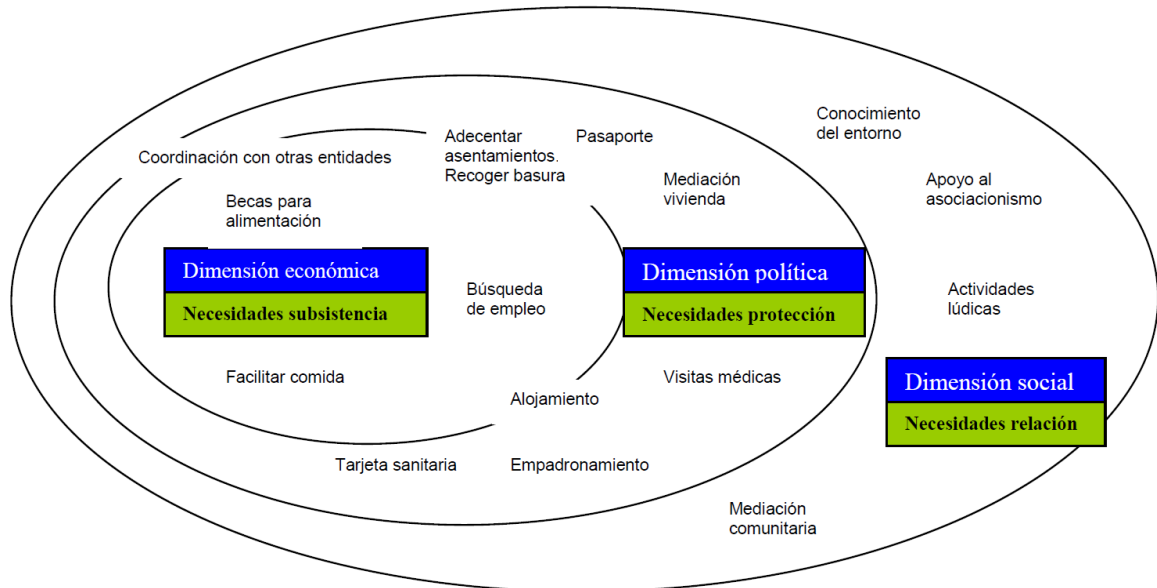 Conocimiento
del entorno
Adecentar
asentamientos.
Recoger basura
Pasaporte
Coordinación con otras entidades
Mediación
vivienda
Apoyo al
asociacionismo
Becas para
alimentación
Dimensión económica
Necesidades subsistencia
Búsqueda
de empleo
Dimensión política
Necesidades protección
Actividades
lúdicas
Facilitar comida
Alojamiento
Visitas médicas
Dimensión social
Necesidades relación
Tarjeta sanitaria
Empadronamiento
Mediación
comunitaria